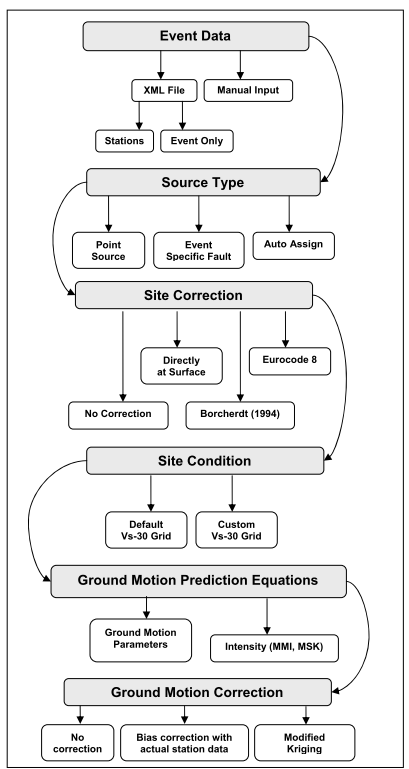 Event Data
XML File
Manual Input
Stations
Event Only
Source Type
Point
Source
Event
Specific Fault
Auto Assign
Site Correction
Directly
at Surface
Eurocode 8
No Correction
Borcherdt (1994)
Site Condition
Default
Vs-30 Grid
Custom
Vs-30 Grid
Ground Motion Prediction Equations
Ground Motion
Parameters
Intensity (MMI, MSK)
Ground Motion Correction
No
correction
Bias correction with
actual station data
Modified
Kriging